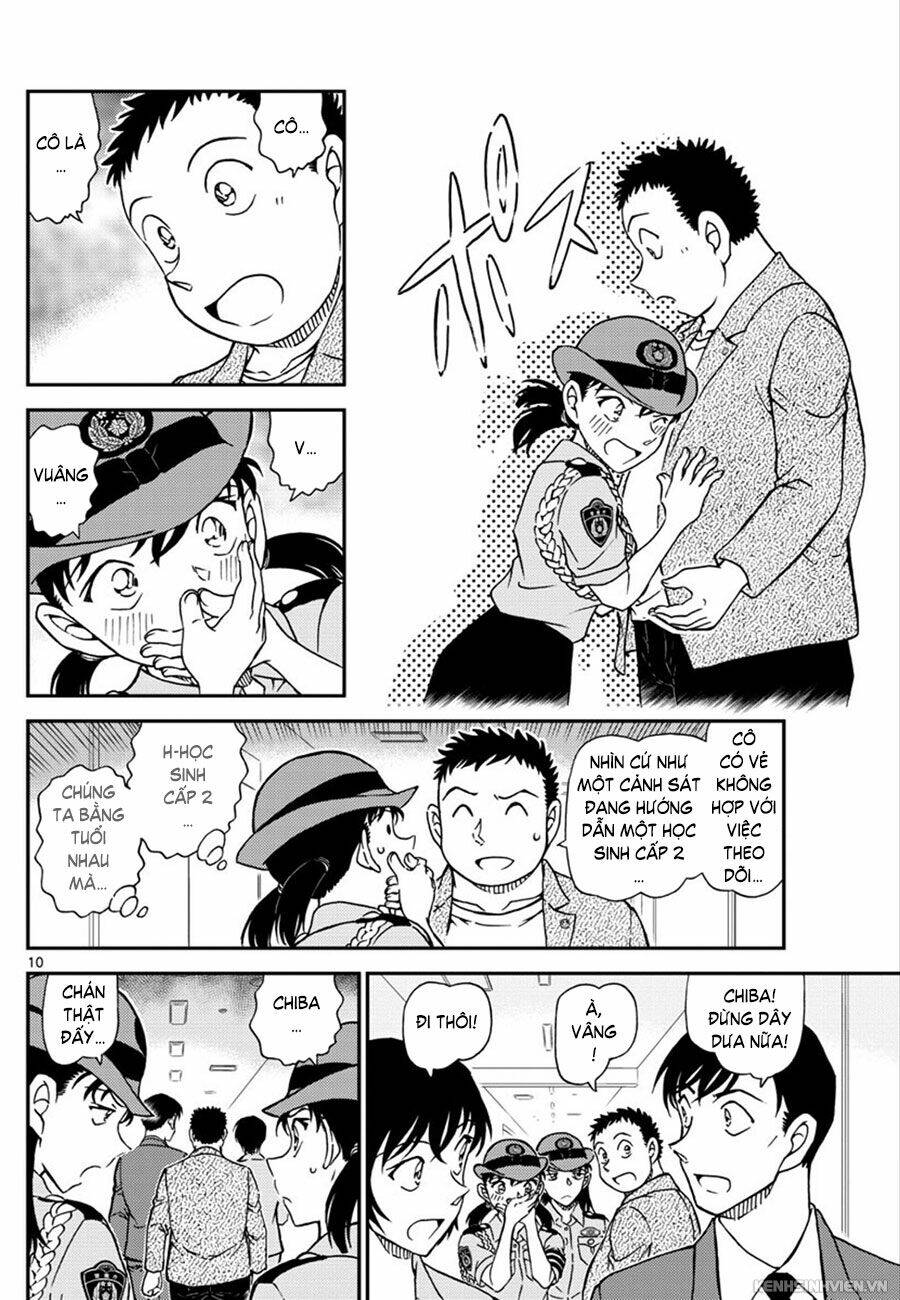 ポス
CÔ...
CÔ LÀ
...
V...
VUÂNG
...
CÔ
CÓ VẺ
KHÔNG
HỢP VỚI
VIỆC
THEO
DÕI...
NHÌN CỨ NHƯ
MỘT CẢNH SÁT
ĐANG HƯỚNG
DẪN MỘT HỌC
SINH CẤP 2
...
H-HỌC
SINH
CẤP 2
...
CHÚNG
TA BẰNG
TUỔI
NHAU
MÀ...
10
CHIBA!
ĐỪNG DÂY
DƯA NỮA!
À,
VÂNG
!
ĐI THÔI!
CHIBA
...
CHÁN
THẬT
ĐẤY...
KENHSINHVIEN.VN